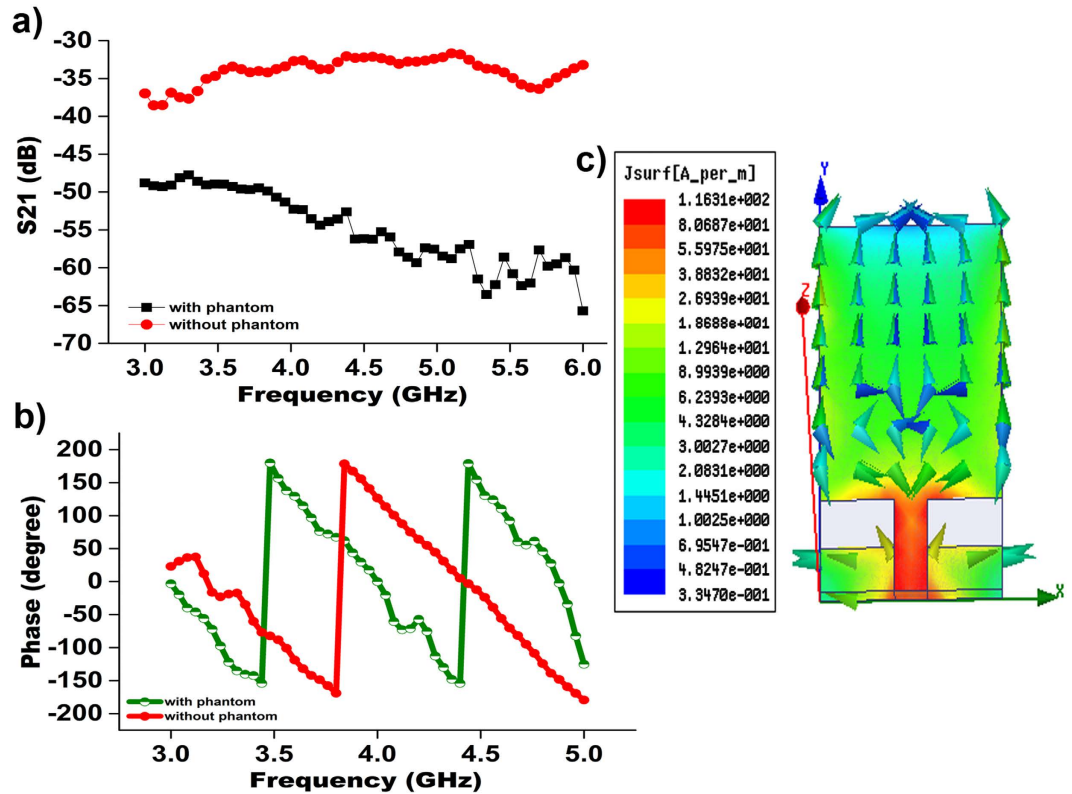 a)
-30
-35
-40
-45
-50
-55
-60
-65
-70
S21 (dB)
with phantom
without phantom
3.0 3.5 4.0 4.5 5.0 5.5 6.0
Frequency (GHz)
b)
200
150
100
50
0
-50
-100
-150
-200
Phase (degree)
with phantom
without phantom
3.0 3.5 4.0 4.5 5.0
Frequency (GHz)
c)
Jsurf[A_per_m]
1.1631e+002
8.0687e+001
5.5975e+001
3.8832e+001
2.6939e+001
1.8688e+001
1.2964e+001
8.9939e+000
6.2393e+000
4.3284e+000
3.0027e+000
2.0831e+000
1.4451e+000
1.0025e+000
6.9547e-001
4.8247e-001
3.3470e-001
Y
Z
X